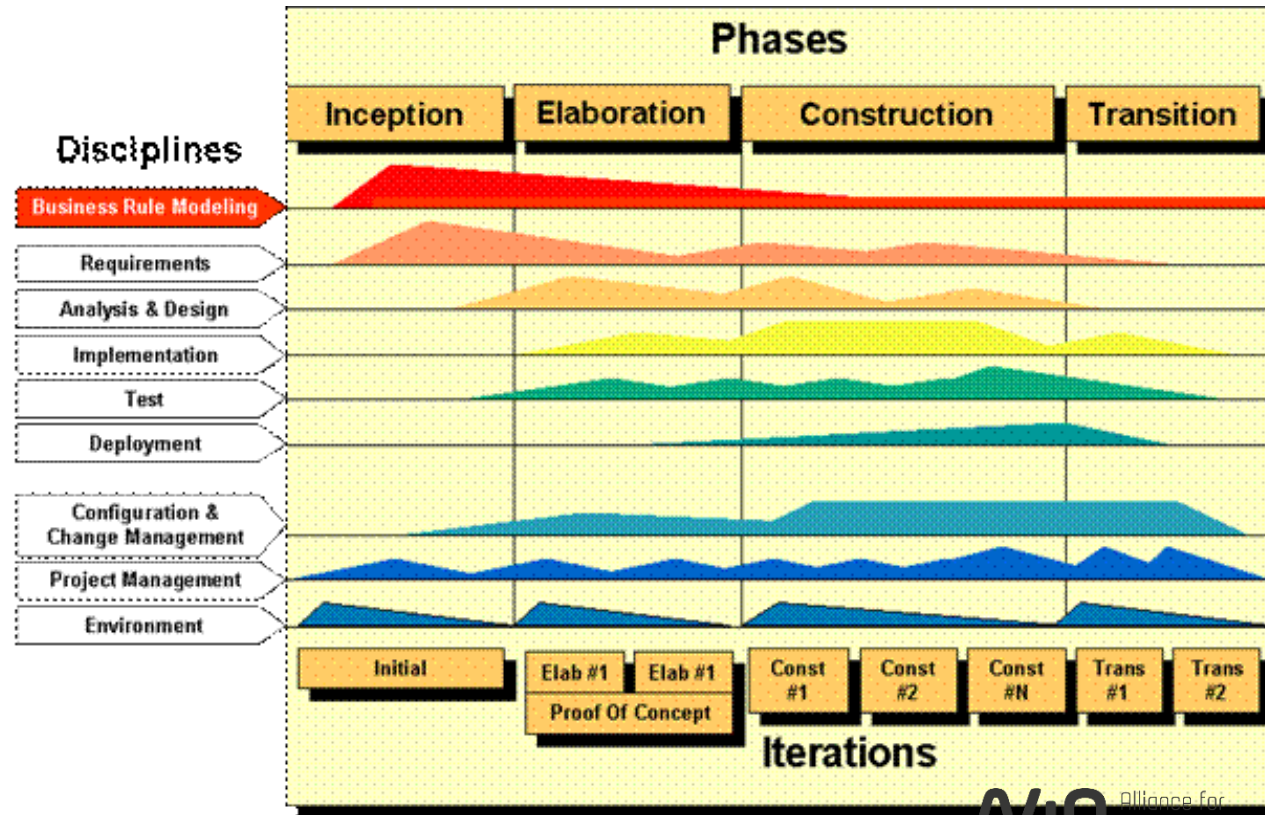 Phases
Inception Elaboration Construction Transition
Disciplines
Business Rule Modeling
Requirements
Analysis & Design
Implementation
Test
Deployment
Configuration &
Change Management
Project Management
Environment
Initial
Elab #1 Elab #1
Proof Of Concept
Const
#1
Const
#2
Const
#N
Trans
#1
Trans
#2
Iterations
Alliance for